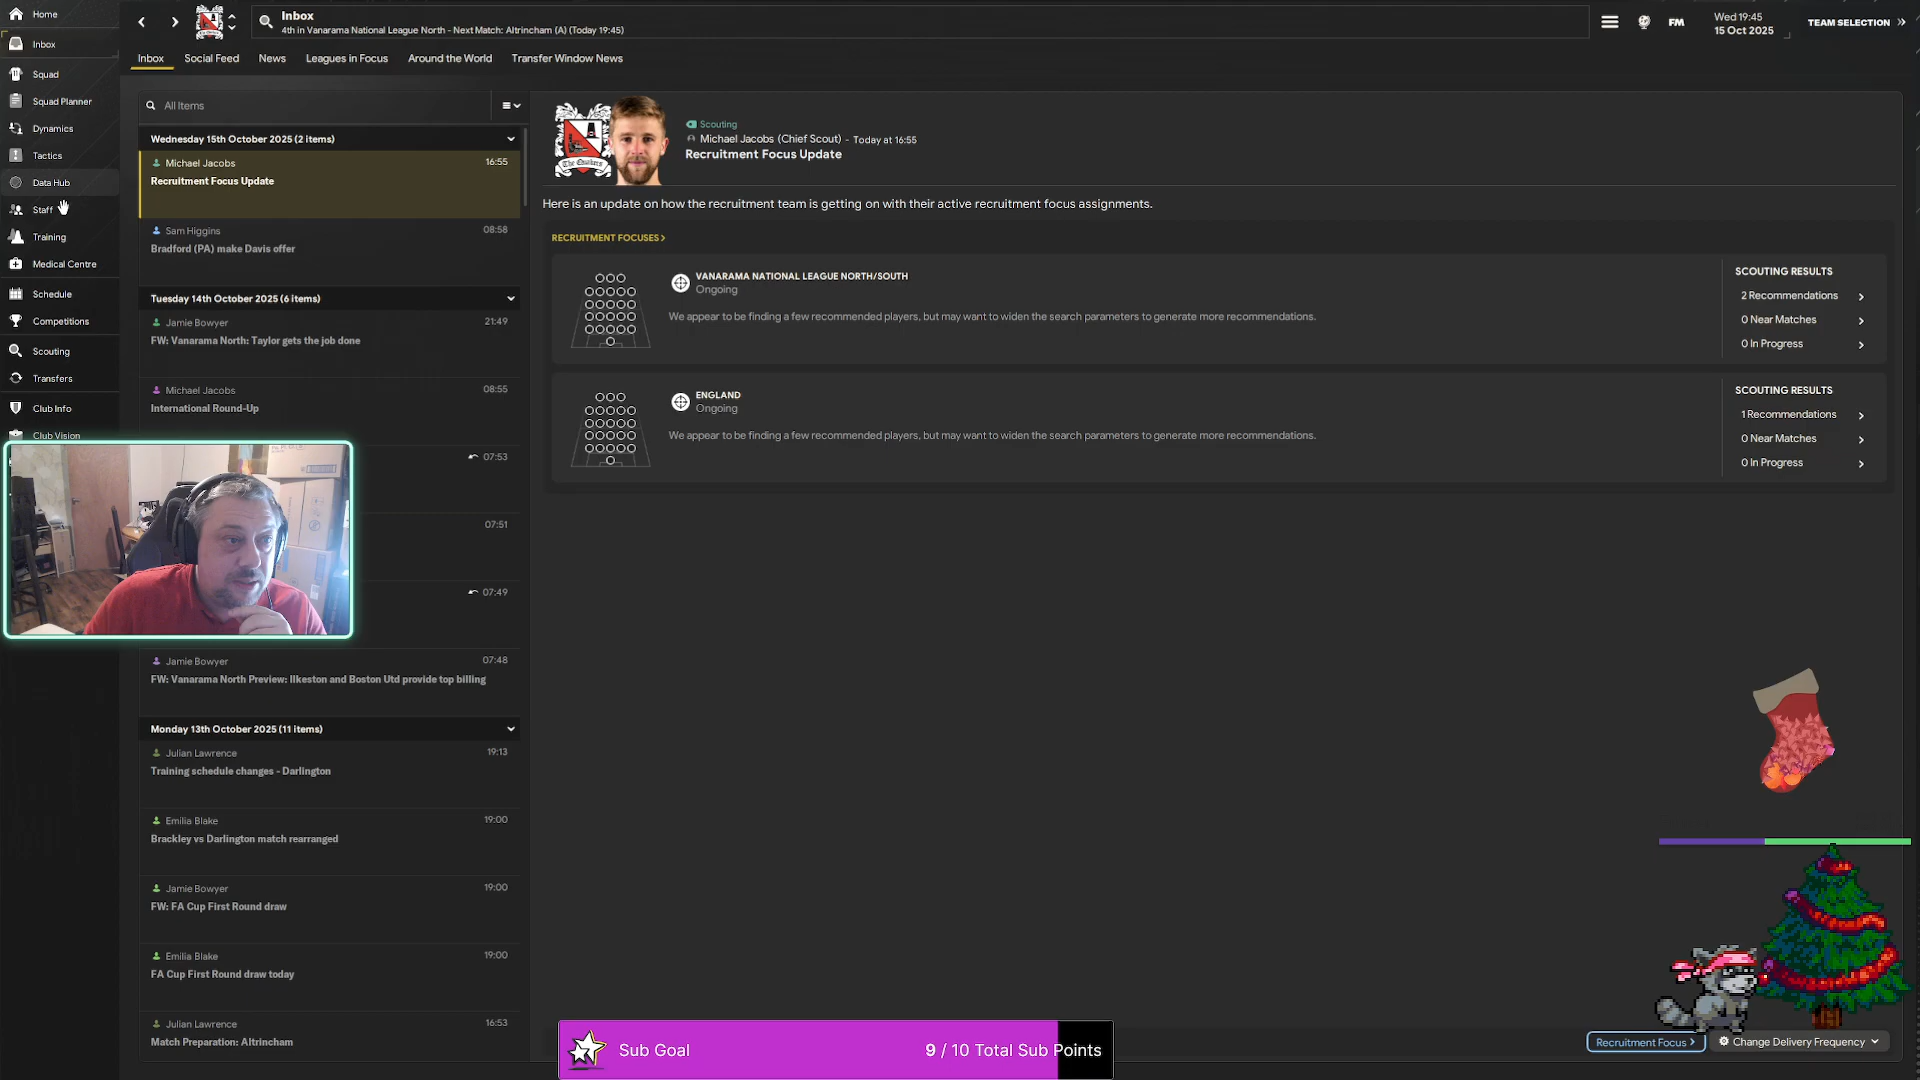 Home
Inbox
Squad
Squad Planner
Dynamics
Tactics
Data Hub
Staff
Training
Medical Centre
Schedule
Competitions
Scouting
Transfers
Club Info
Club Vision
Inbox
4th in Vanarama National League North - Next Match: Altrincham (A) (Today 19:45)
FM
Wed 19:45
15 Oct 2025
TEAM SELECTION
Inbox
Social Feed
News
Leagues in Focus
Around the World
Transfer Window News
All Items
Wednesday 15th October 2025 (2 items)
Michael Jacobs 16:55
Recruitment Focus Update
Sam Higgins 08:58
Bradford (PA) make Davis offer
Tuesday 14th October 2025 (6 items)
Jamie Bowyer 21:49
FW: Vanarama North: Taylor gets the job done
Michael Jacobs 08:55
International Round-Up
07:53
07:51
07:49
Jamie Bowyer 07:48
FW: Vanarama North Preview: Ilkeston and Boston Utd provide top billing
Monday 13th October 2025 (11 items)
Julian Lawrence 19:13
Training schedule changes - Darlington
Emilia Blake 19:00
Brackley vs Darlington match rearranged
Jamie Bowyer 19:00
FW: FA Cup First Round draw
Emilia Blake 19:00
FA Cup First Round draw today
Julian Lawrence 16:53
Match Preparation: Altrincham
The Quakers
Scouting
Michael Jacobs (Chief Scout) - Today at 16:55
Recruitment Focus Update
Here is an update on how the recruitment team is getting on with their active recruitment focus assignments.
RECRUITMENT FOCUSES >
VANARAMA NATIONAL LEAGUE NORTH/SOUTH
Ongoing
We appear to be finding a few recommended players, but may want to widen the search parameters to generate more recommendations.
SCOUTING RESULTS
2 Recommendations
0 Near Matches
0 In Progress
ENGLAND
Ongoing
We appear to be finding a few recommended players, but may want to widen the search parameters to generate more recommendations.
SCOUTING RESULTS
1 Recommendations
0 Near Matches
0 In Progress
Sub Goal 9 / 10 Total Sub Points
Recruitment Focus >
Change Delivery Frequency